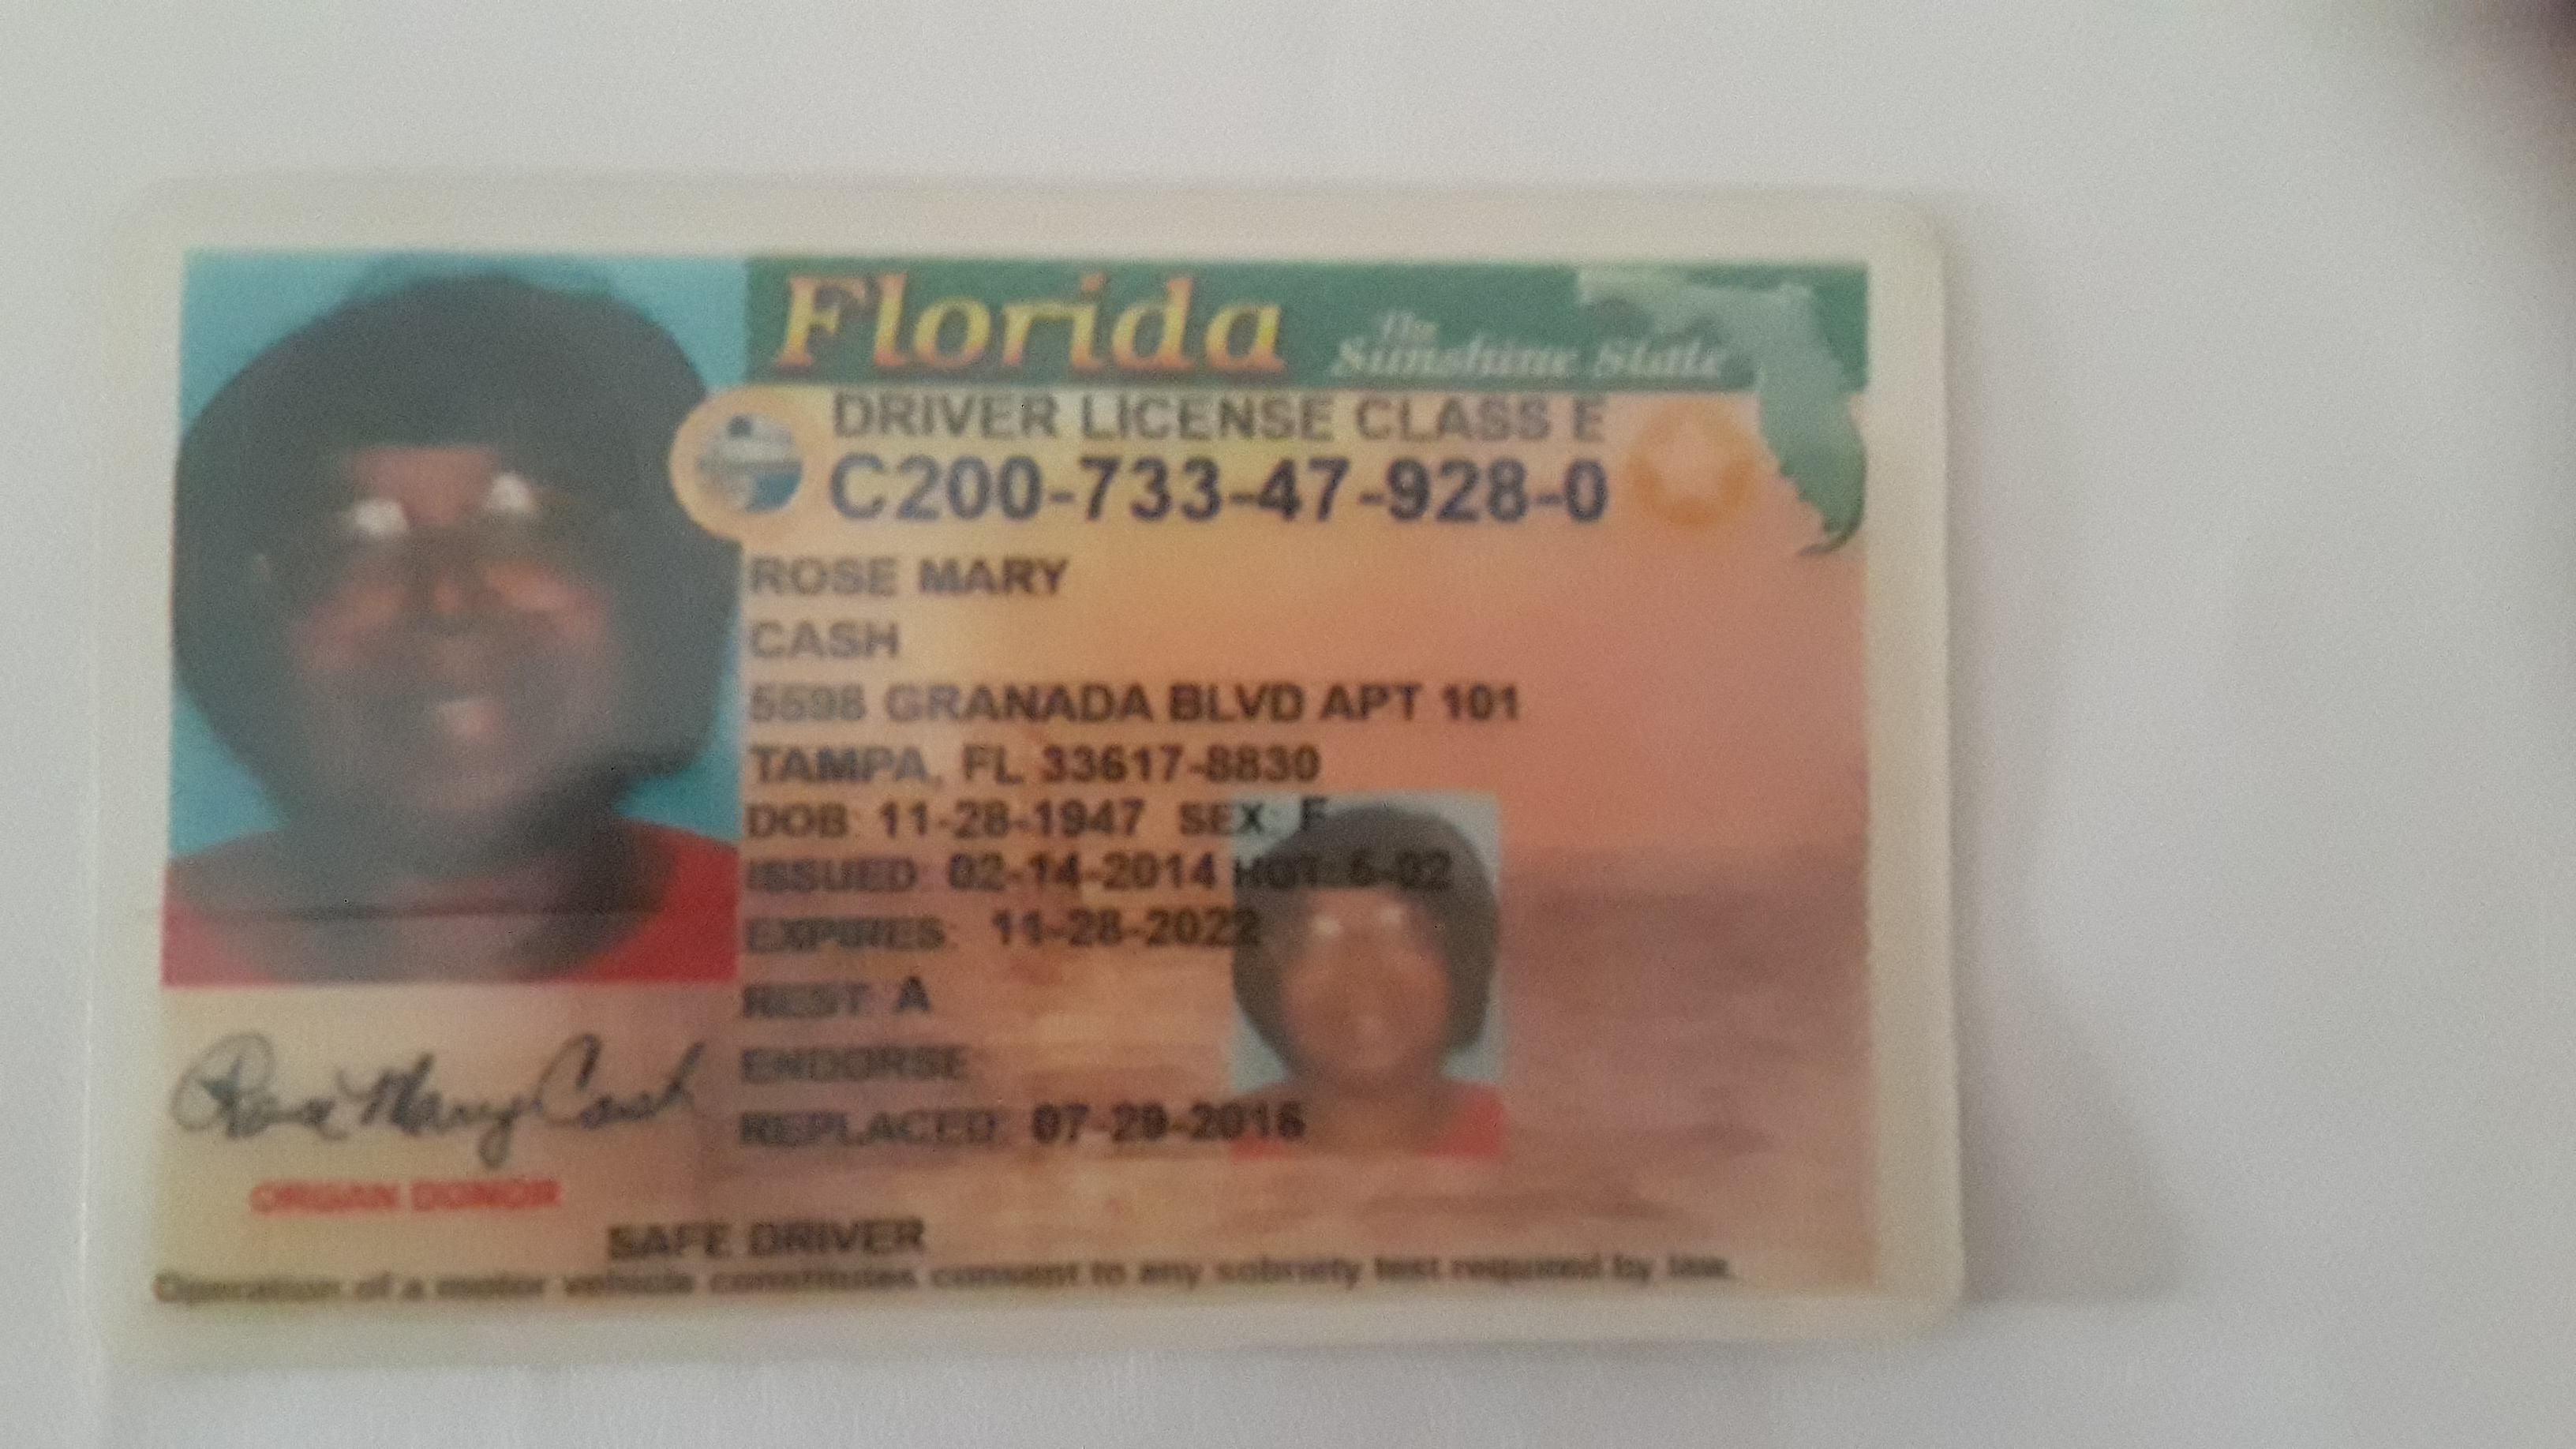 Florida
The
Sunshine State
DRIVER LICENSE CLASS E
C200-733-47-928-0
ROSE MARY
CASH
GRANADA BLVD APT 101
TAMPA, FL 33617-8830
DOB: 11-28-1947 SEX: F
ISSUED: 02-14-2014 HGT: 5-02
EXPIRES: 11-28-2022
REST: A
ENDORSE:
REPLACED:
Rose Mary Cash
ORGAN DONOR
SAFE DRIVER
Operation of a motor vehicle constitutes consent to any sobriety test required by law.